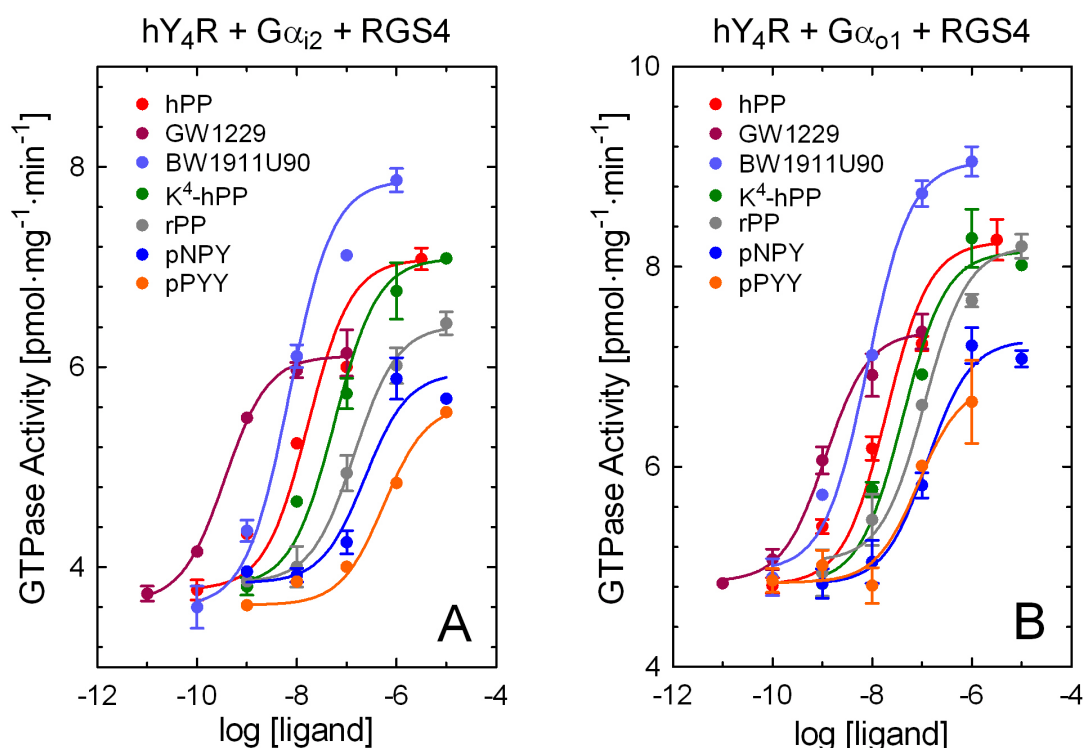 hY₄R + Gαᵢ₂ + RGS4
GTPase Activity [pmol·mg⁻¹·min⁻¹]
8
6
4
hPP
GW1229
BW1911U90
K⁴-hPP
rPP
pNPY
pPYY
A
-12
-10
-8
-6
-4
log [ligand]
hY₄R + Gαₒ₁ + RGS4
GTPase Activity [pmol·mg⁻¹·min⁻¹]
10
8
6
4
hPP
GW1229
BW1911U90
K⁴-hPP
rPP
pNPY
pPYY
B
-12
-10
-8
-6
-4
log [ligand]